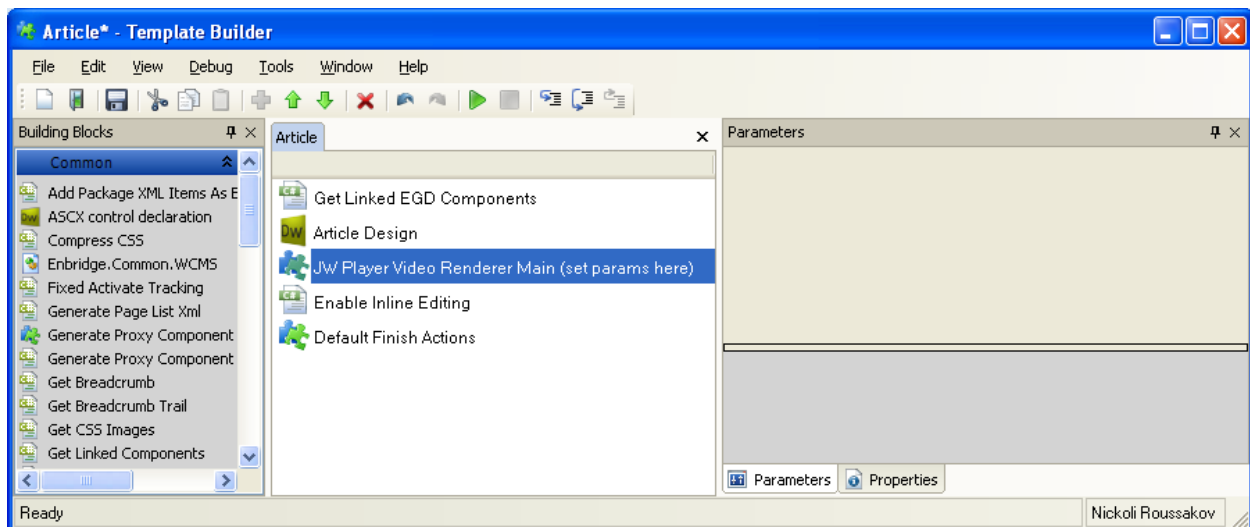 Article* - Template Builder
File Edit View Debug Tools Window Help
Building Blocks
Common
Add Package XML Items As E
ASCX control declaration
Compress CSS
Enbridge.Common.WCMS
Fixed Activate Tracking
Generate Page List Xml
Generate Proxy Component
Generate Proxy Component
Get Breadcrumb
Get Breadcrumb Trail
Get CSS Images
Get Linked Components
Article
Get Linked EGD Components
Dw Article Design
JW Player Video Renderer Main (set params here)
Enable Inline Editing
Default Finish Actions
Parameters
Parameters Properties
Ready
Nickoli Roussakov